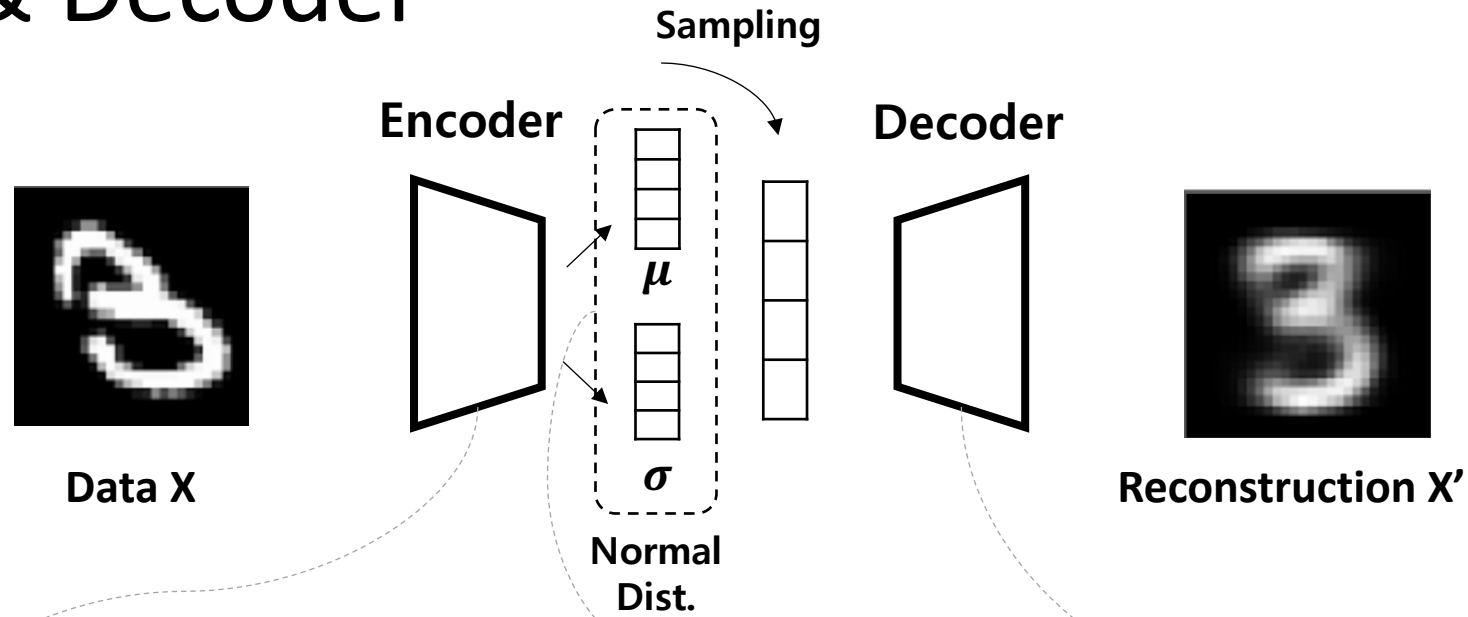 & Decoder
Sampling
Encoder
Decoder
μ
σ
Data X
Reconstruction X’
Normal
Dist.